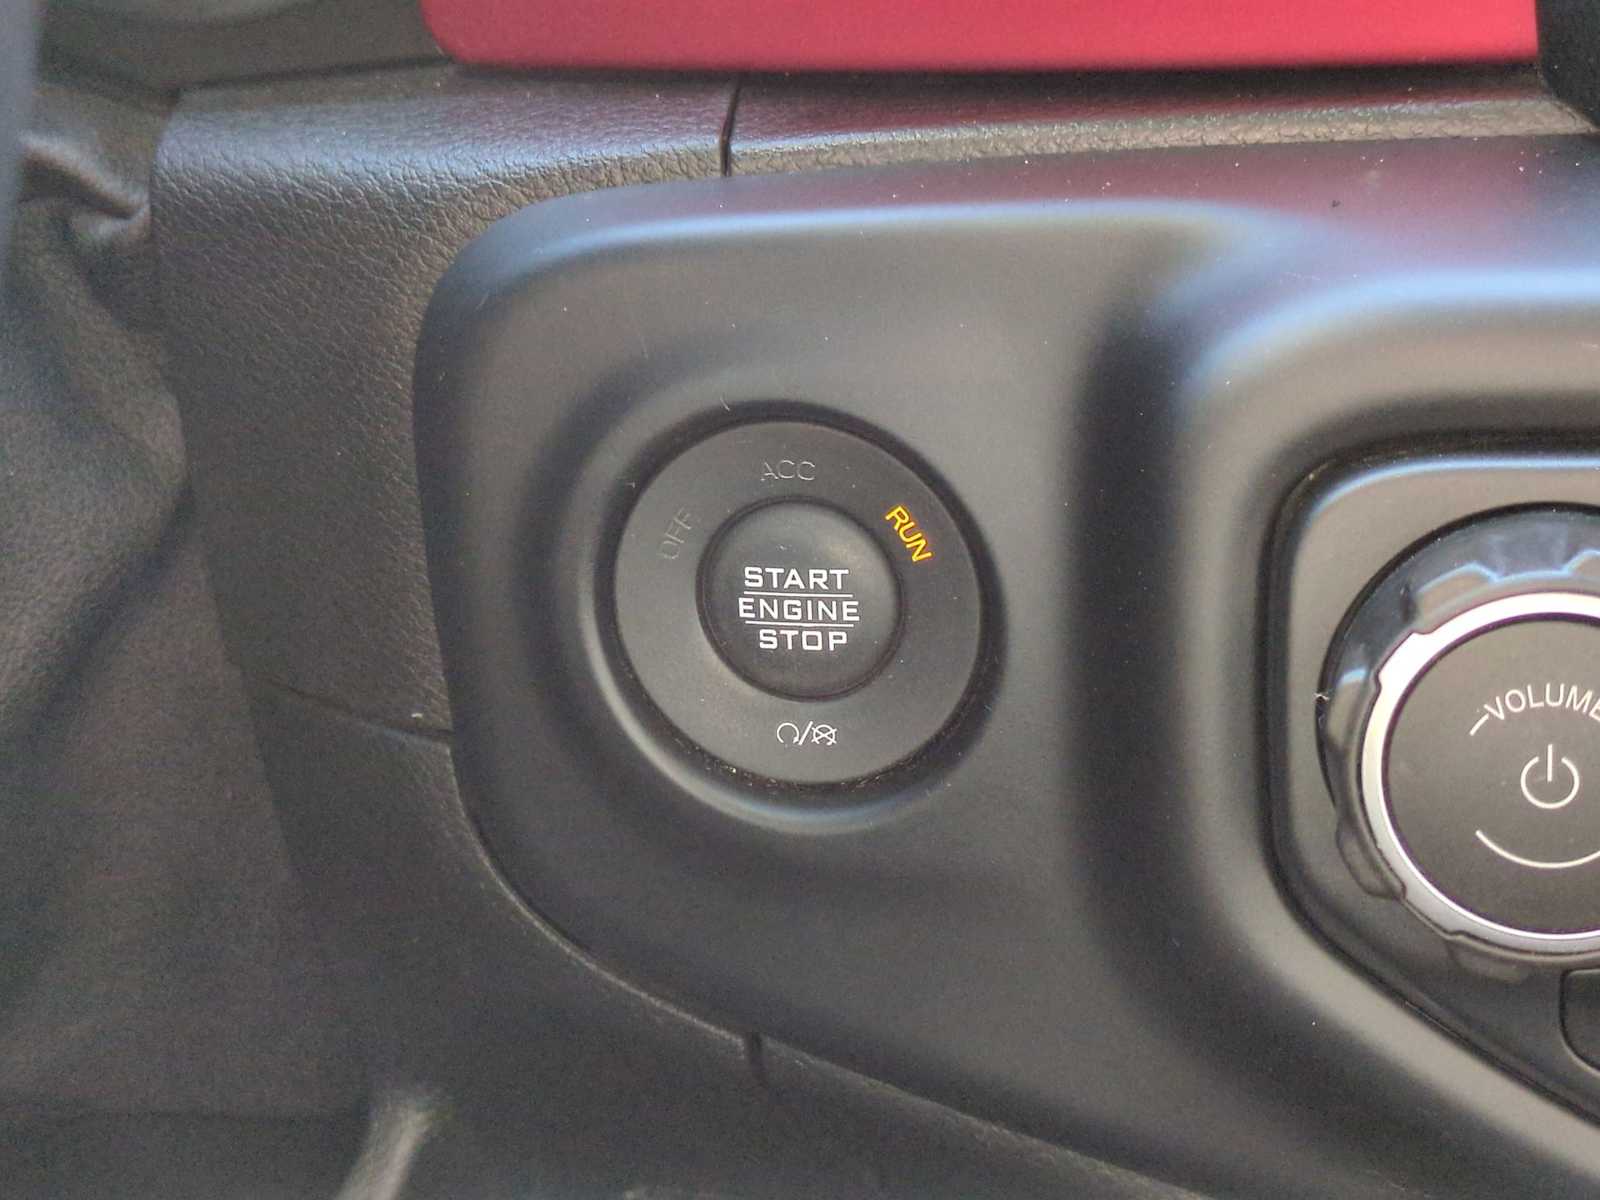 ACC
OFF
RUN
START
ENGINE
STOP
VOLUME